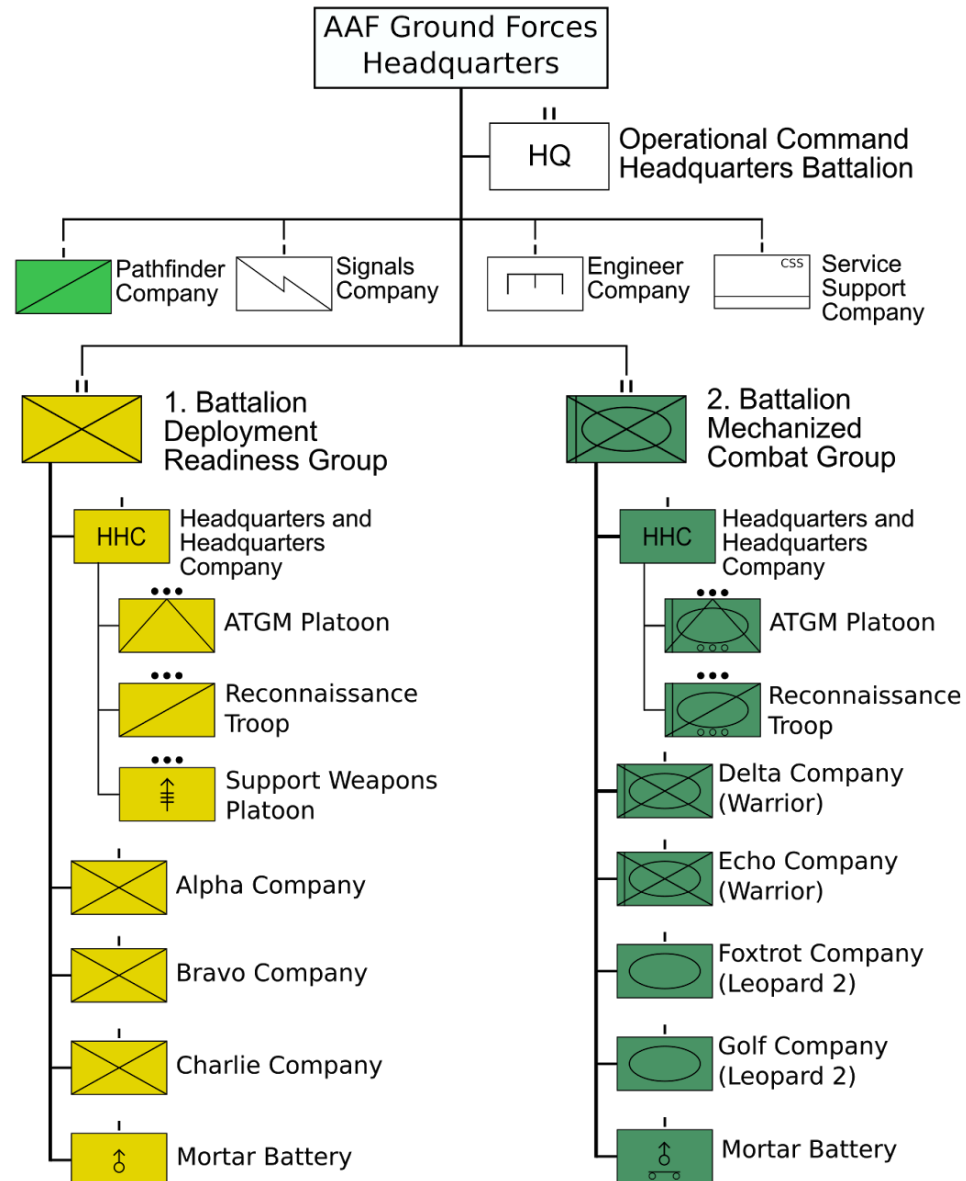 AAF Ground Forces
Headquarters
HQ
Operational Command
Headquarters Battalion
Pathfinder
Company
Signals
Company
Engineer
Company
CSS
Service
Support
Company
1. Battalion
Deployment
Readiness Group
HHC
Headquarters and
Headquarters
Company
ATGM Platoon
Reconnaissance
Troop
Support Weapons
Platoon
Alpha Company
Bravo Company
Charlie Company
Mortar Battery
2. Battalion
Mechanized
Combat Group
HHC
Headquarters and
Headquarters
Company
ATGM Platoon
Reconnaissance
Troop
Delta Company
(Warrior)
Echo Company
(Warrior)
Foxtrot Company
(Leopard 2)
Golf Company
(Leopard 2)
Mortar Battery